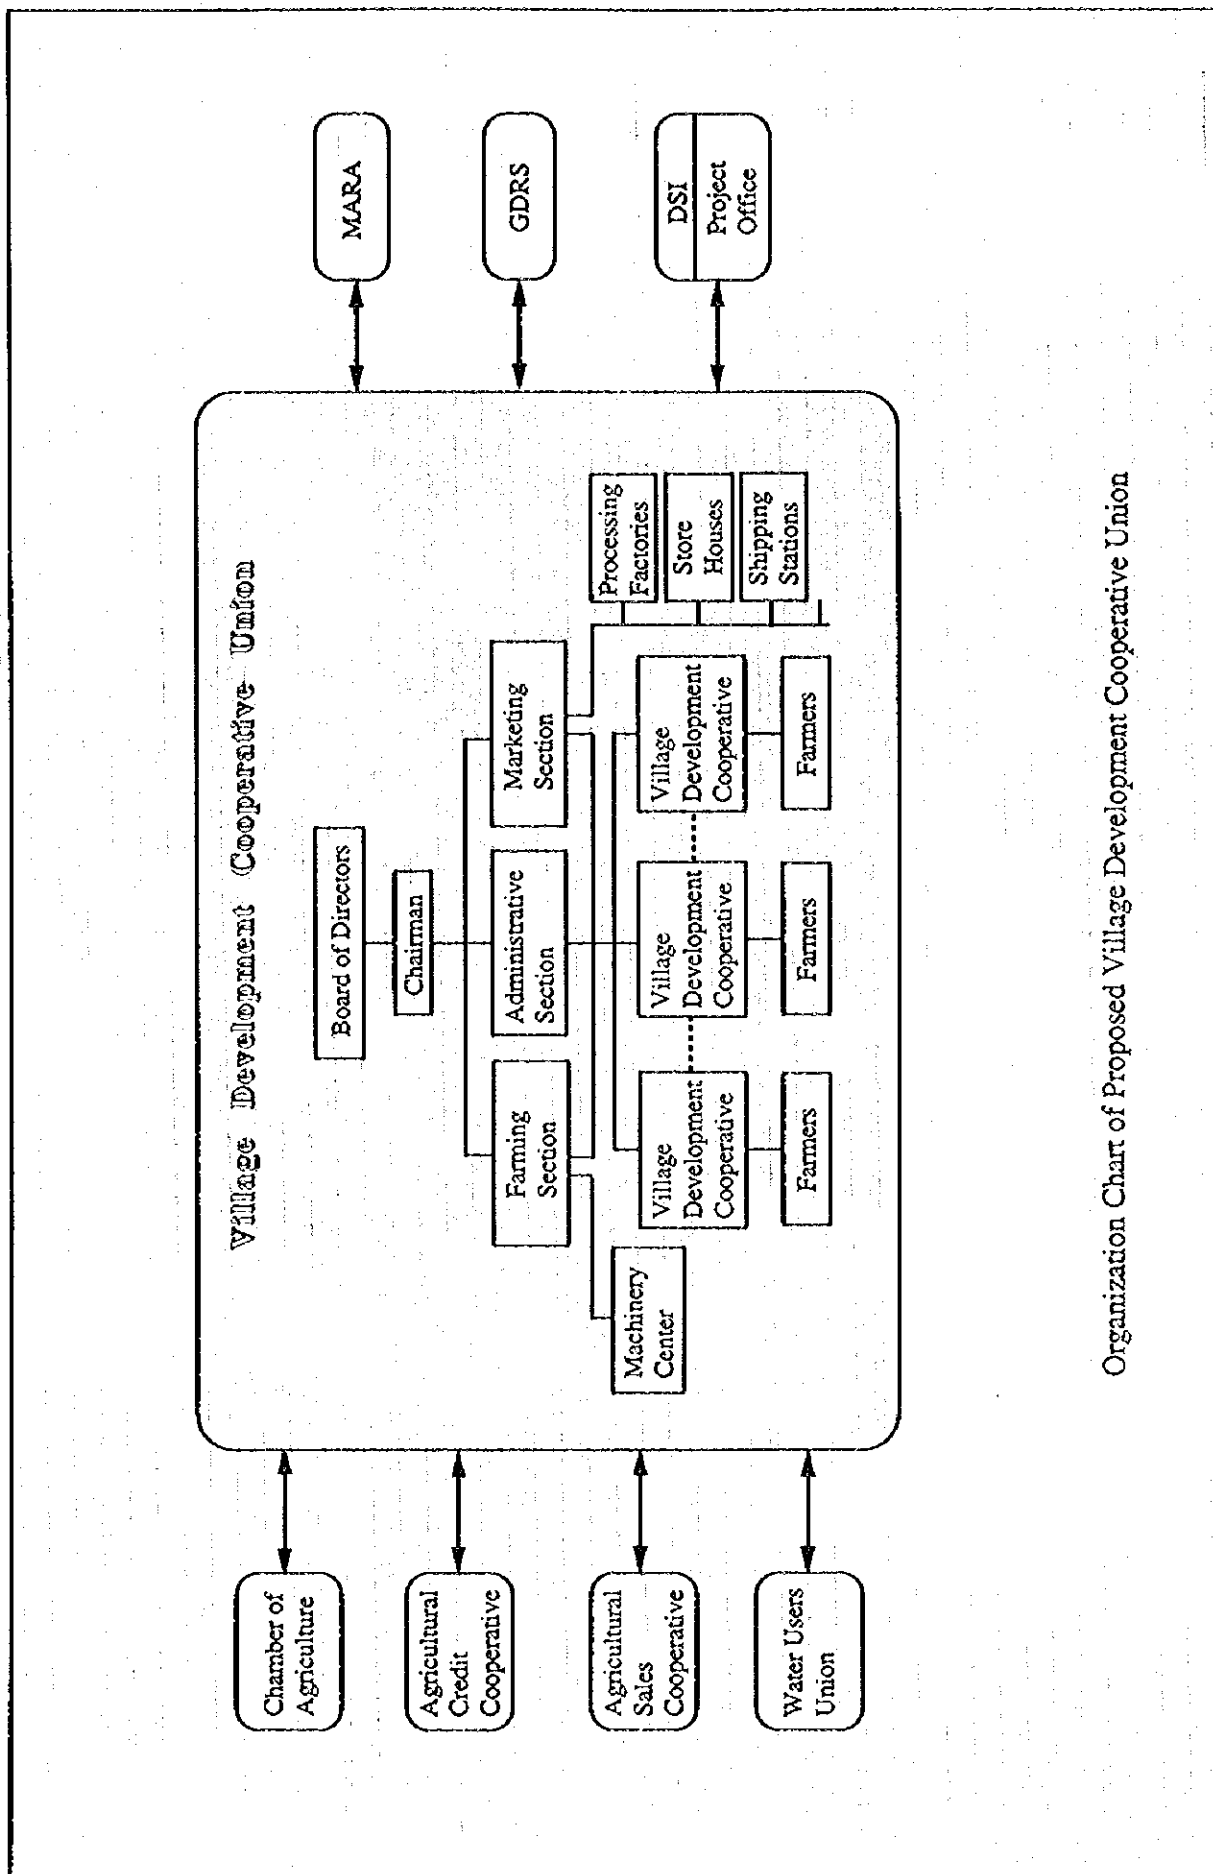 Village Development Cooperative Union
Board of Directors
Chairman
Farming
Section
Administrative
Section
Marketing
Section
Machinery
Center
Village
Development
Cooperative
Village
Development
Cooperative
Village
Development
Cooperative
Farmers
Farmers
Farmers
Processing
Factories
Store
Houses
Shipping
Stations
Chamber of
Agriculture
Agricultural
Credit
Cooperative
Agricultural
Sales
Cooperative
Water Users
Union
MARA
GDRS
DSI
Project
Office
Organization Chart of Proposed Village Development Cooperative Union